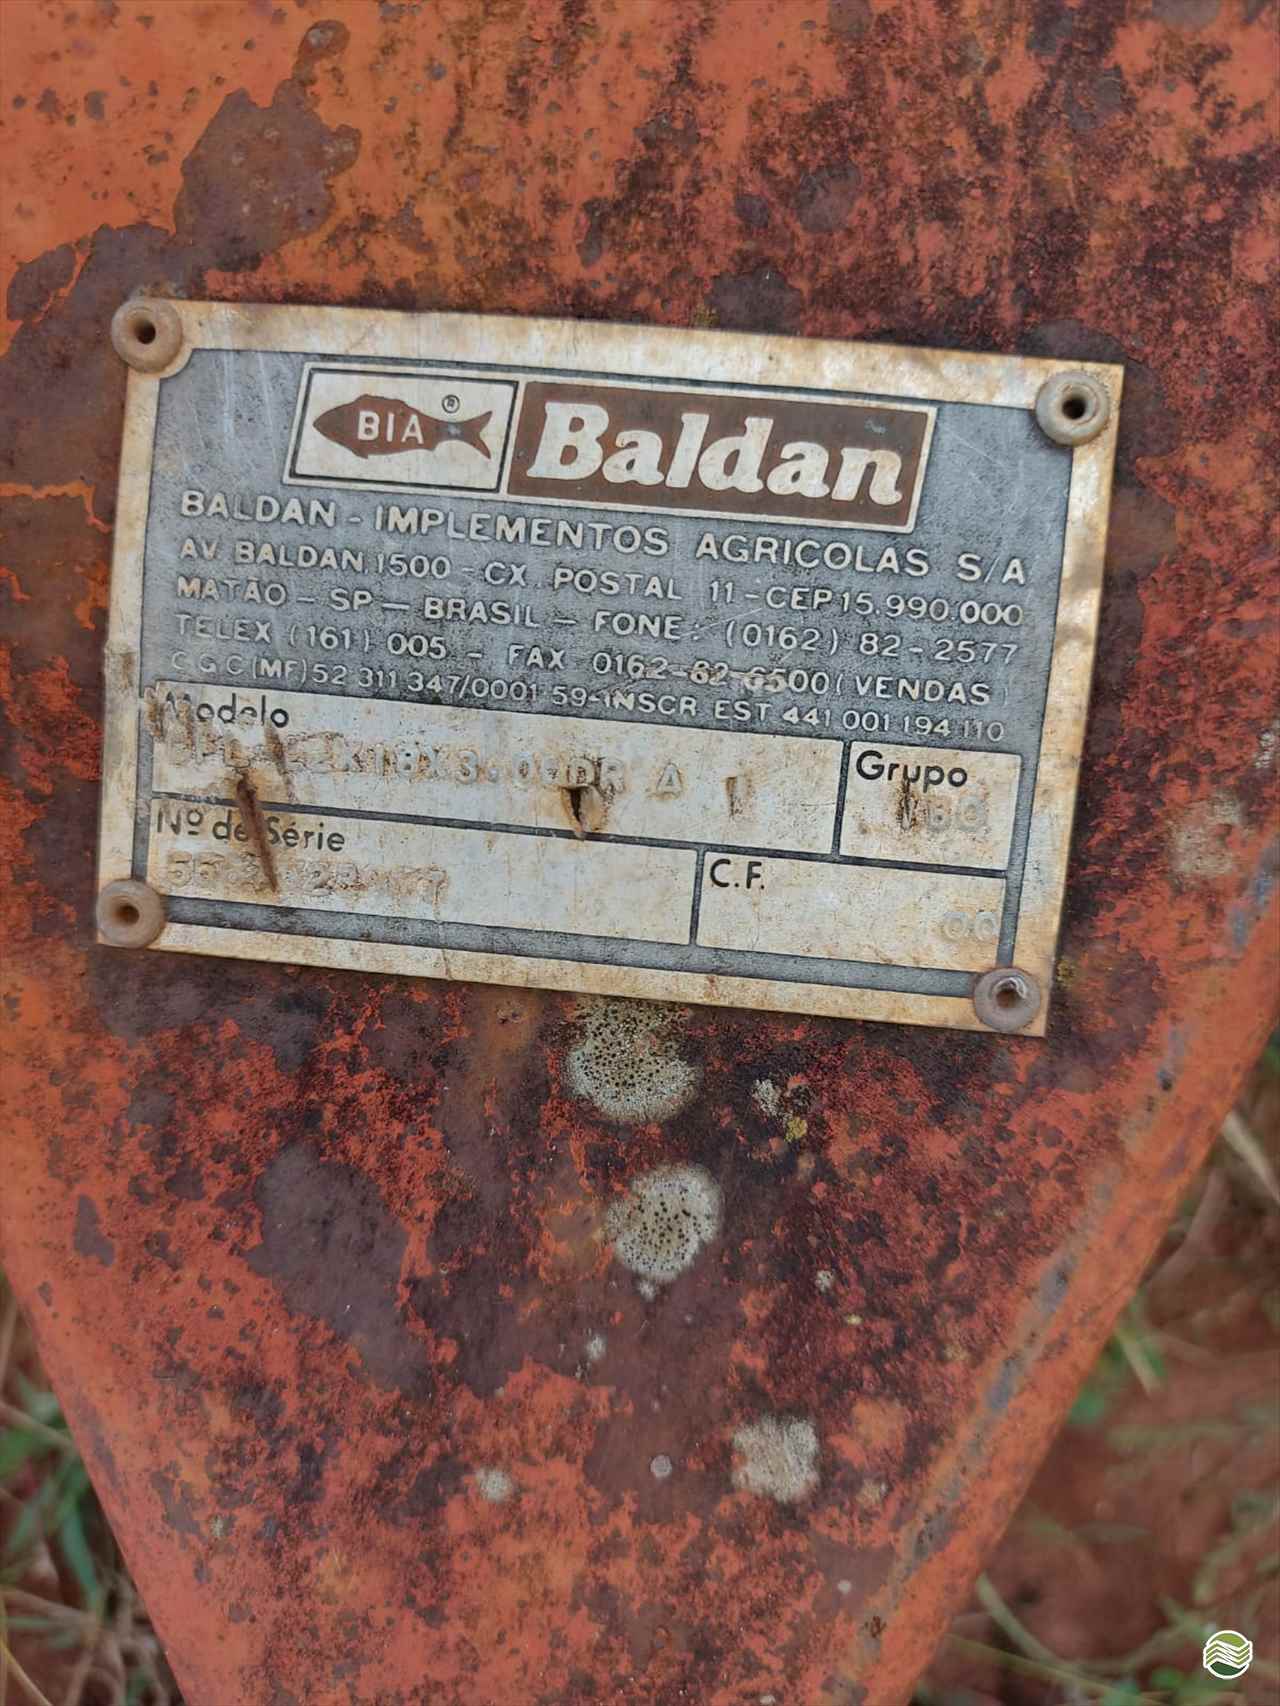 BIA ® Baldan
BALDAN - IMPLEMENTOS AGRICOLAS S/A
AV. BALDAN, 1500 - CX. POSTAL 11 - CEP 15.990.000
MATÃO - SP - BRASIL - FONE: (0162) 82-2577
TELEX (161) 005 - FAX 0162-82-6500 (VENDAS)
C.G.C(MF)52 311 347/0001 59-INSCR EST 441 001 194 110
Modelo
Grupo
Nº de Série
C.F.
00